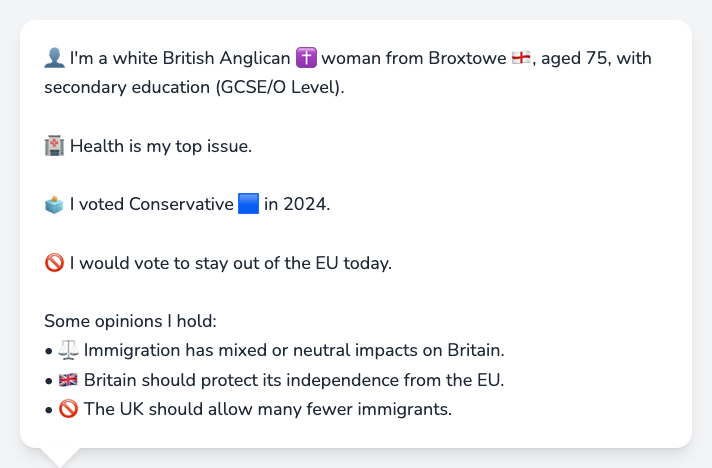 👤 I'm a white British Anglican ✝️ woman from Broxtowe 🏴󠁧󠁢󠁥󠁮󠁧󠁿, aged 75, with
secondary education (GCSE/O Level).
🏥 Health is my top issue.
🗳️ I voted Conservative 🟦 in 2024.
🚫 I would vote to stay out of the EU today.
Some opinions I hold:
• ⚖️ Immigration has mixed or neutral impacts on Britain.
• 🇬🇧 Britain should protect its independence from the EU.
• 🚫 The UK should allow many fewer immigrants.